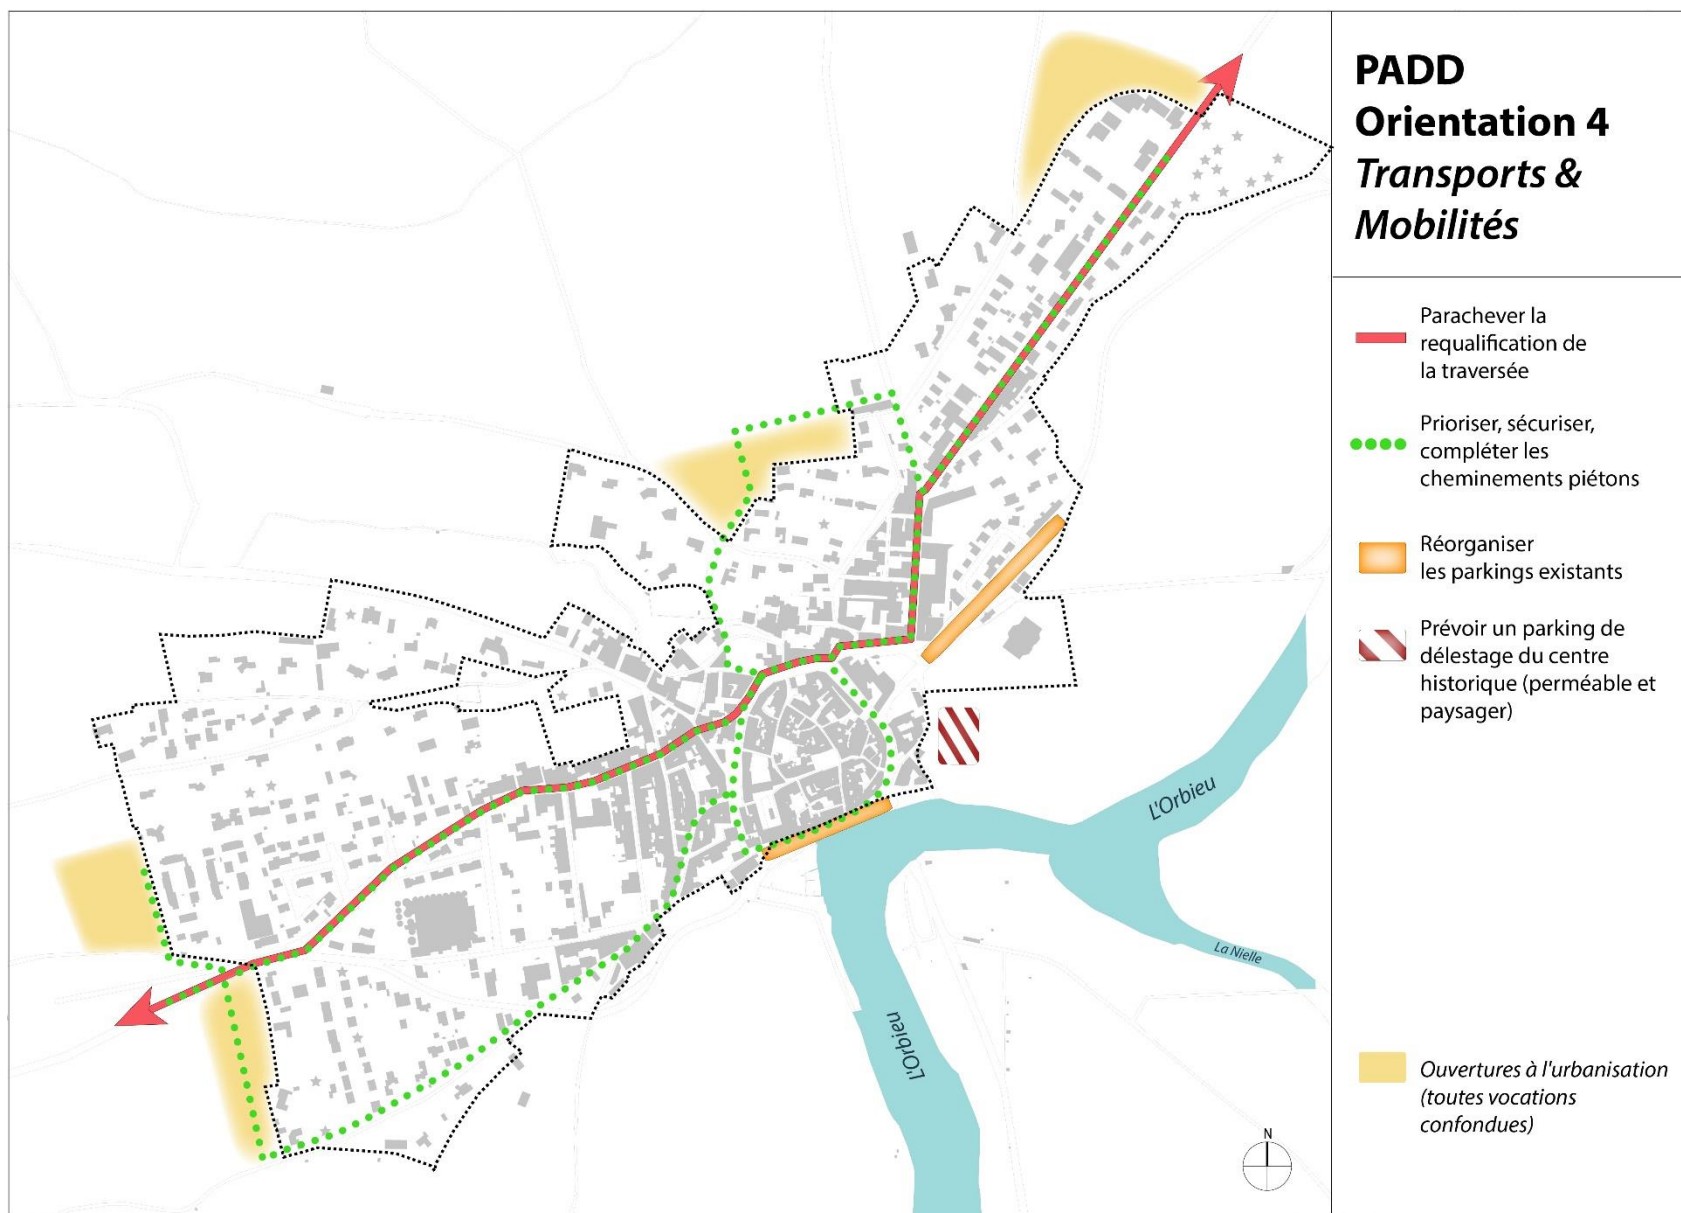 PADD
Orientation 4
Transports &
Mobilités
Parachever la
requalification de
la traversée
Prioriser, sécuriser,
compléter les
cheminements piétons
Réorganiser
les parkings existants
Prévoir un parking de
délestage du centre
historique (perméable et
paysager)
Ouvertures à l'urbanisation
(toutes vocations
confondues)
L'Orbieu
La Nielle
L'Orbieu
N